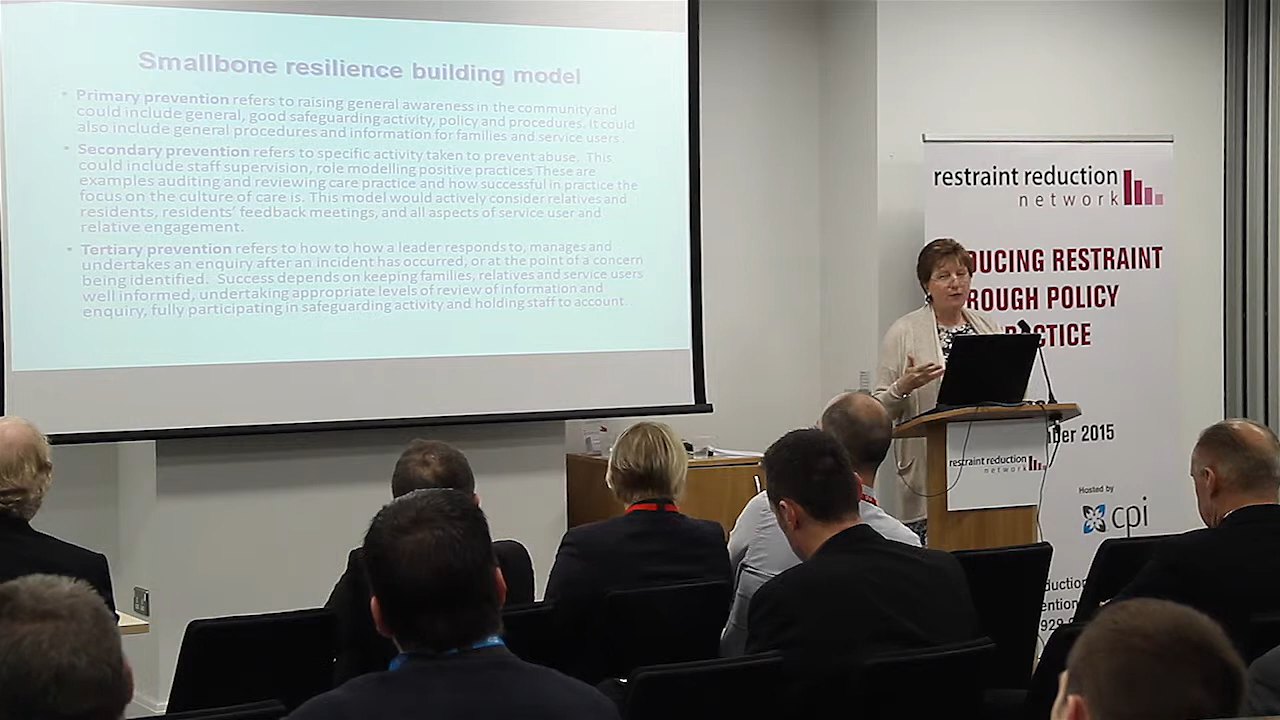 Smallbone resilience building model
• Primary prevention refers to raising general awareness in the community and
could include general, good safeguarding activity, policy and procedures. It could
also include general procedures and information for families and service users .
• Secondary prevention refers to specific activity taken to prevent abuse. This
could include staff supervision, role modelling positive practices These are
examples auditing and reviewing care practice and how successful in practice the
focus on the culture of care is. This model would actively consider relatives and
residents, residents' feedback meetings, and all aspects of service user and
relative engagement.
• Tertiary prevention refers to how to how a leader responds to, manages and
undertakes an enquiry after an incident has occurred, or at the point of a concern
being identified. Success depends on keeping families, relatives and service users
well informed, undertaking appropriate levels of review of information and
enquiry, fully participating in safeguarding activity and holding staff to account.
restraint reduction
network
DUCING RESTRAINT
ROUGH POLICY
CTICE
ber 2015
restraint reduction
network
Hosted by
cpi
duction
ention
929